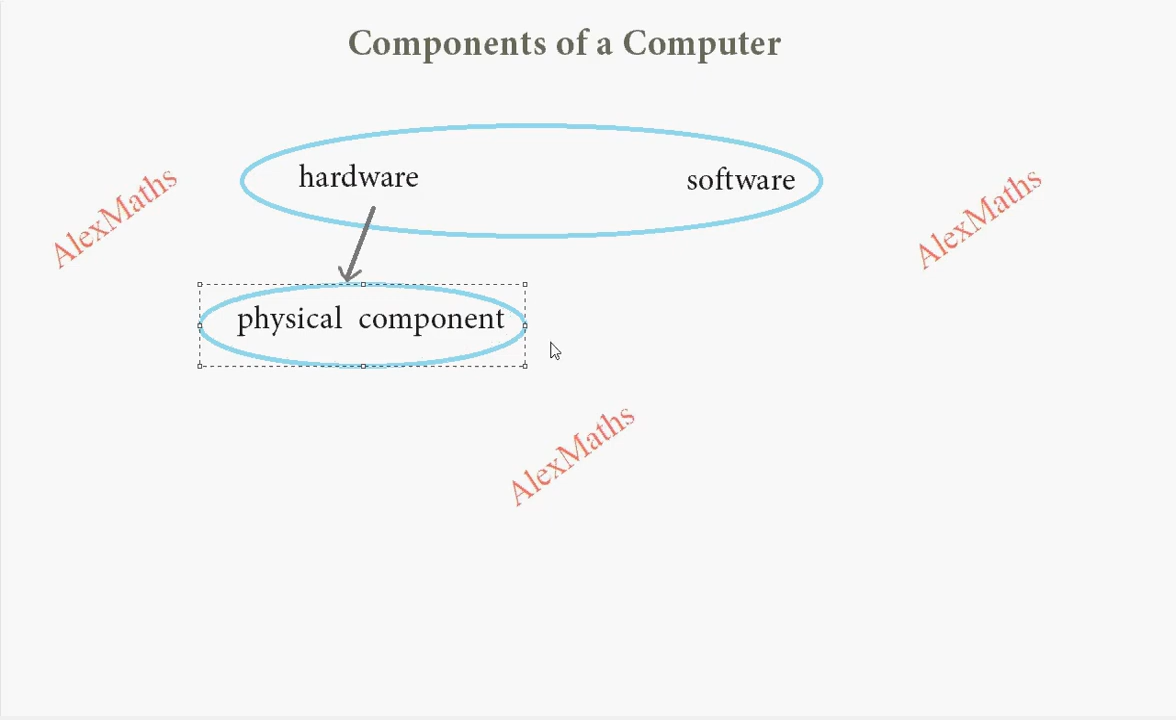 Components of a Computer
hardware software
AlexMaths AlexMaths
physical component
AlexMaths